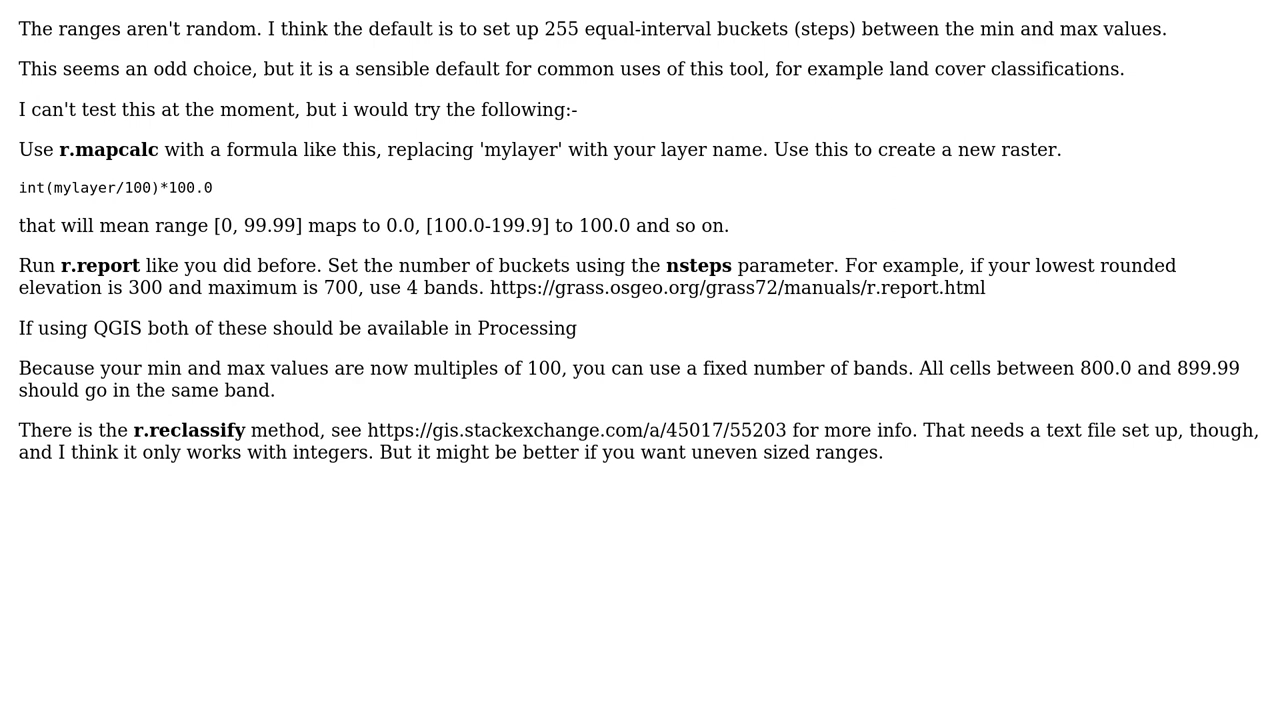 The ranges aren't random. I think the default is to set up 255 equal-interval buckets (steps) between the min and max values.
This seems an odd choice, but it is a sensible default for common uses of this tool, for example land cover classifications.
I can't test this at the moment, but i would try the following:-
Use r.mapcalc with a formula like this, replacing 'mylayer' with your layer name. Use this to create a new raster.
int(mylayer/100)*100.0
that will mean range [0, 99.99] maps to 0.0, [100.0-199.9] to 100.0 and so on.
Run r.report like you did before. Set the number of buckets using the nsteps parameter. For example, if your lowest rounded
elevation is 300 and maximum is 700, use 4 bands. https://grass.osgeo.org/grass72/manuals/r.report.html
If using QGIS both of these should be available in Processing
Because your min and max values are now multiples of 100, you can use a fixed number of bands. All cells between 800.0 and 899.99
should go in the same band.
There is the r.reclassify method, see https://gis.stackexchange.com/a/45017/55203 for more info. That needs a text file set up, though,
and I think it only works with integers. But it might be better if you want uneven sized ranges.